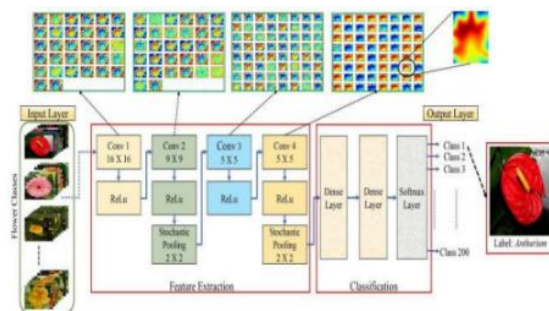 Input Layer
Flower Classes
Conv 1
16 X 16
ReLu
Conv 2
9 X 9
ReLu
Stochastic
Pooling
2 X 2
Conv 3
5 X 5
ReLu
Conv 4
5 X 5
ReLu
Stochastic
Pooling
2 X 2
Feature Extraction
Dense
Layer
Dense
Layer
Softmax
Layer
Classification
Output Layer
Class 1
Class 2
Class 3
Class 200
Label: Anthurium